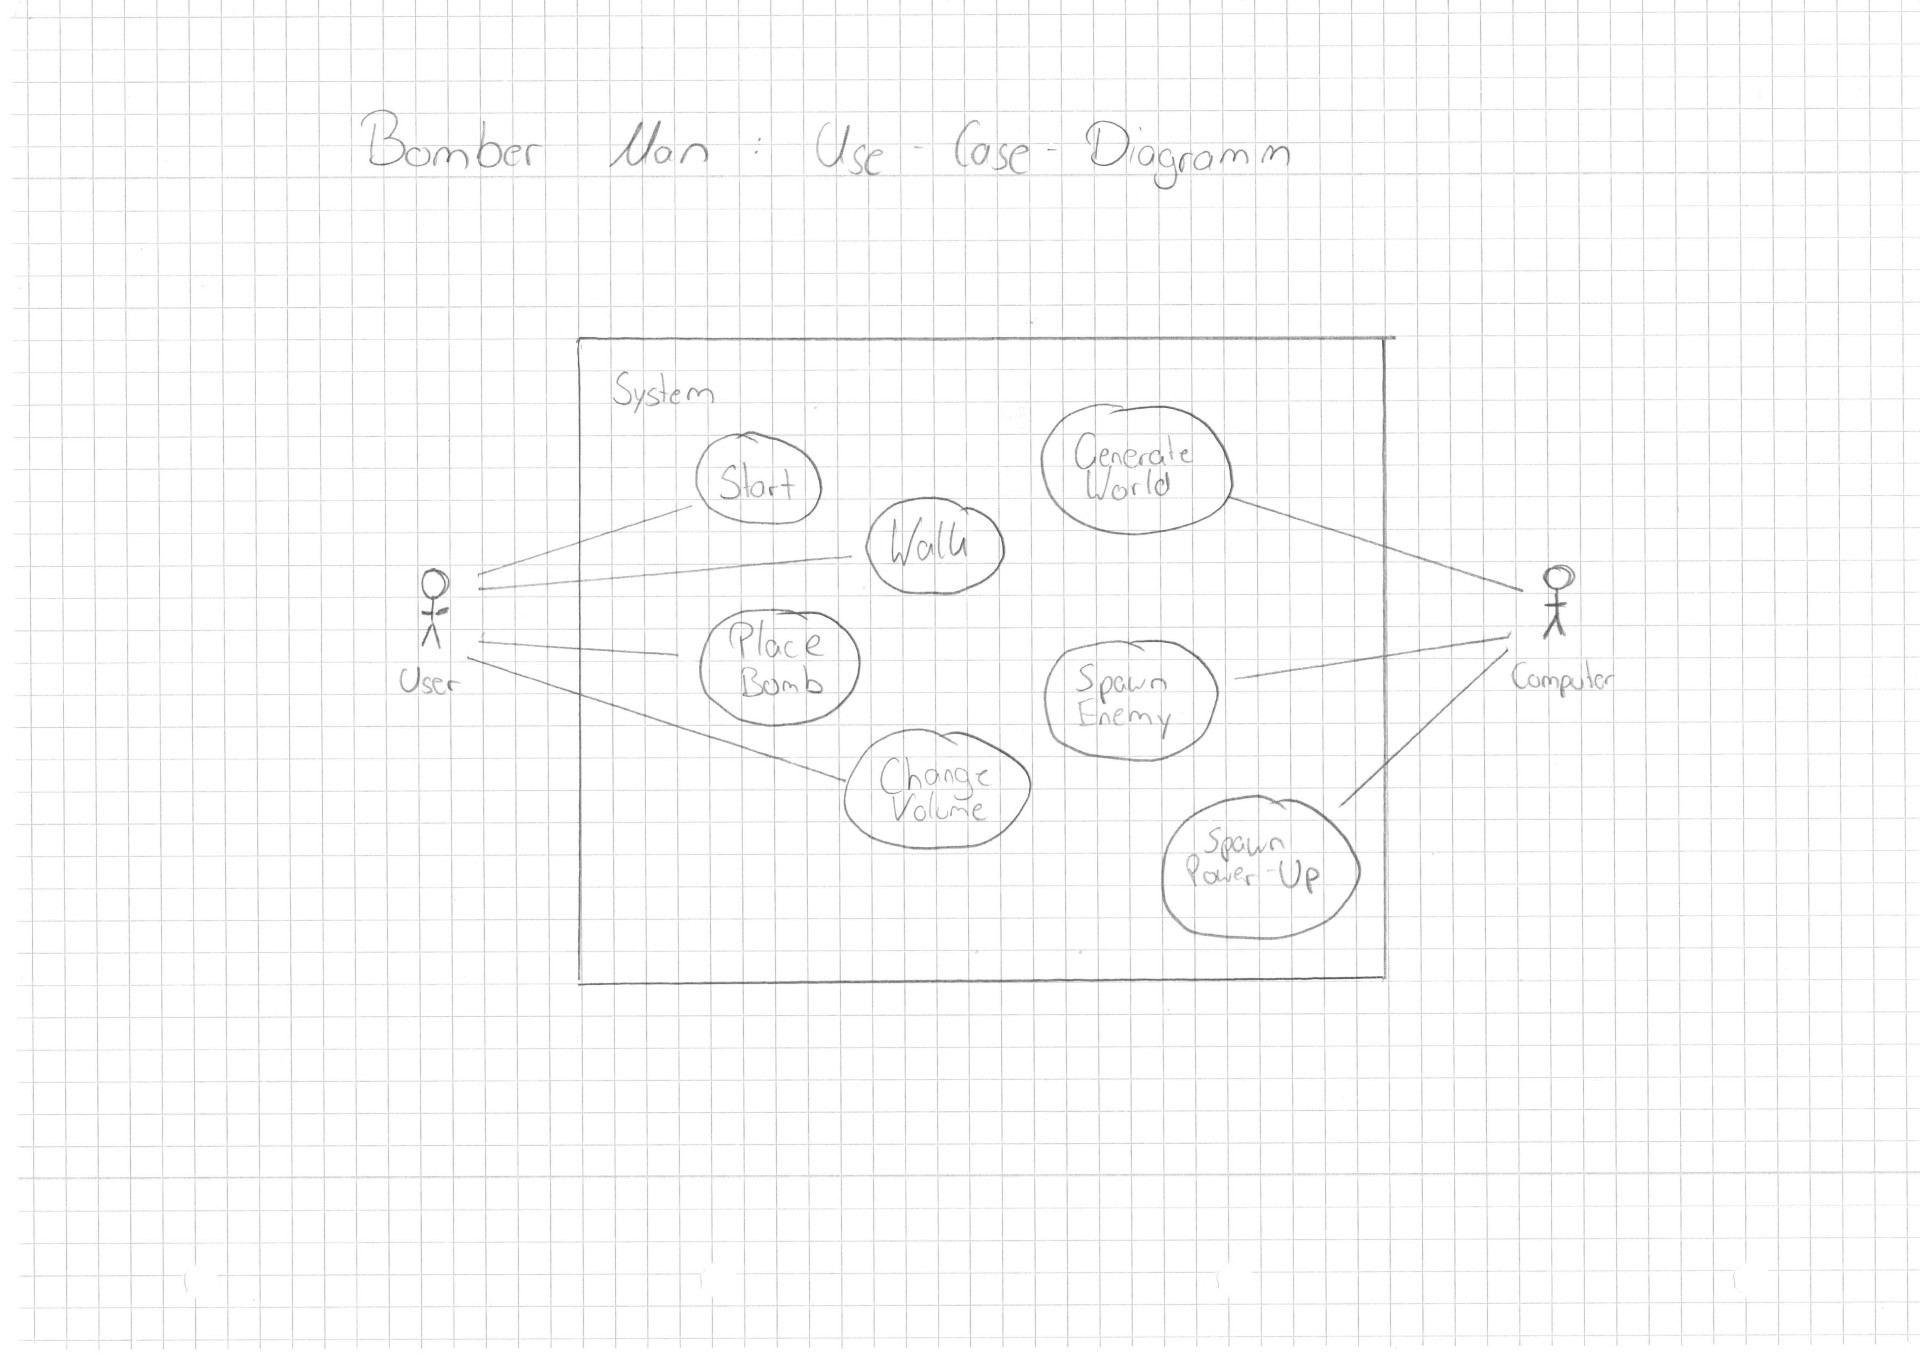 Bomber Man : Use-Case-Diagramm
System
Start
Generate
World
Walk
Place
Bomb
User
Spawn
Enemy
Computer
Change
Volume
Spawn
Power-Up